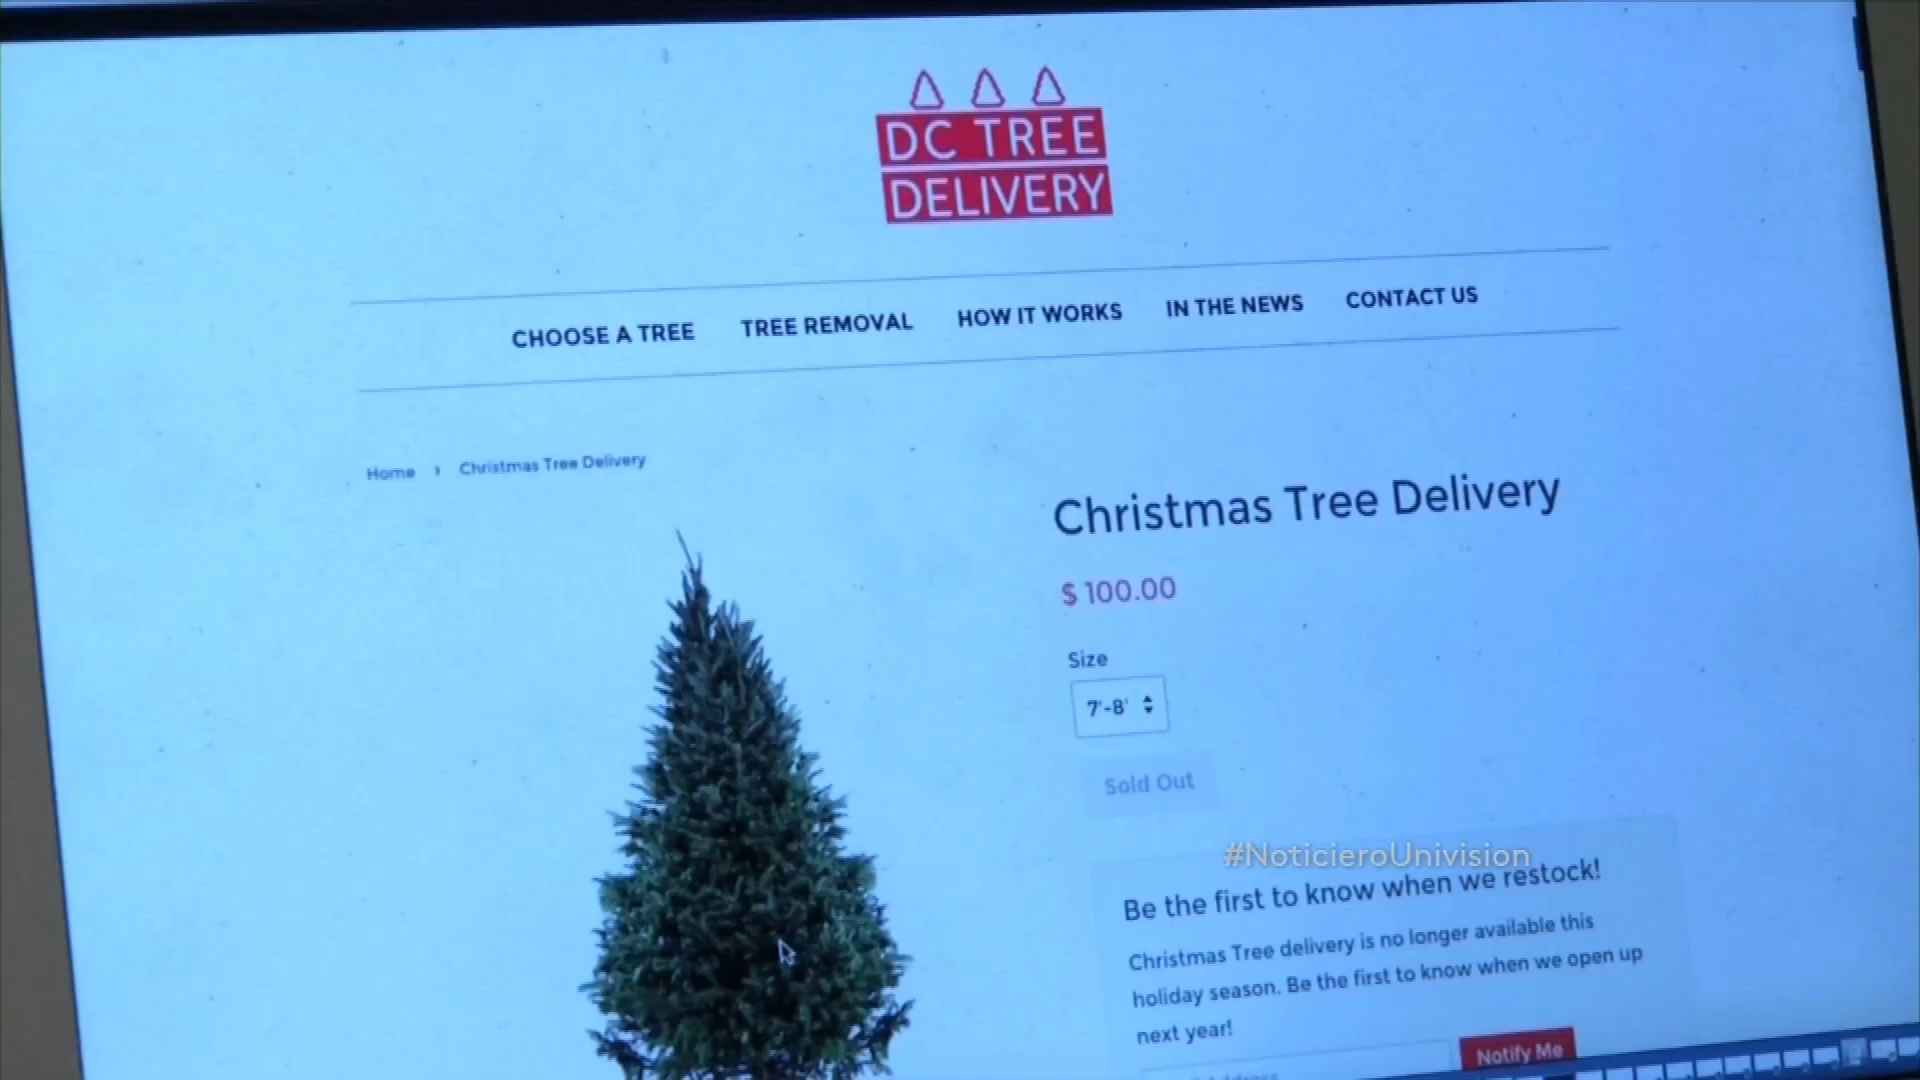 DC TREE
DELIVERY
CHOOSE A TREE
TREE REMOVAL
HOW IT WORKS
IN THE NEWS
CONTACT US
Home › Christmas Tree Delivery
Christmas Tree Delivery
$ 100.00
Size
7'-8'
Sold Out
#NoticieroUnivision
Be the first to know when we restock!
Christmas Tree delivery is no longer available this
holiday season. Be the first to know when we open up
next year!
Notify Me